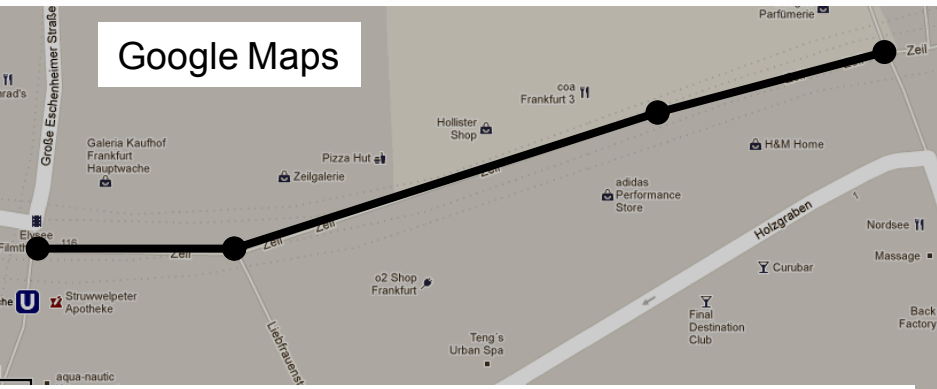 Google Maps
Große Eschenheimer Straße
Parfümerie
Zeil
Zeil
coa
Frankfurt 3
Hollister
Shop
Galeria Kaufhof
Frankfurt
Hauptwache
Pizza Hut
Zeilgalerie
H&M Home
adidas
Performance
Store
Zeil
Zeil
Zeil
Zeil
Holzgraben
1
Nordsee
Massage
Elysee
116
Curubar
o2 Shop
Frankfurt
Struwwelpeter
Apotheke
U
Final
Destination
Club
Back
Factory
Teng´s
Urban Spa
aqua-nautic